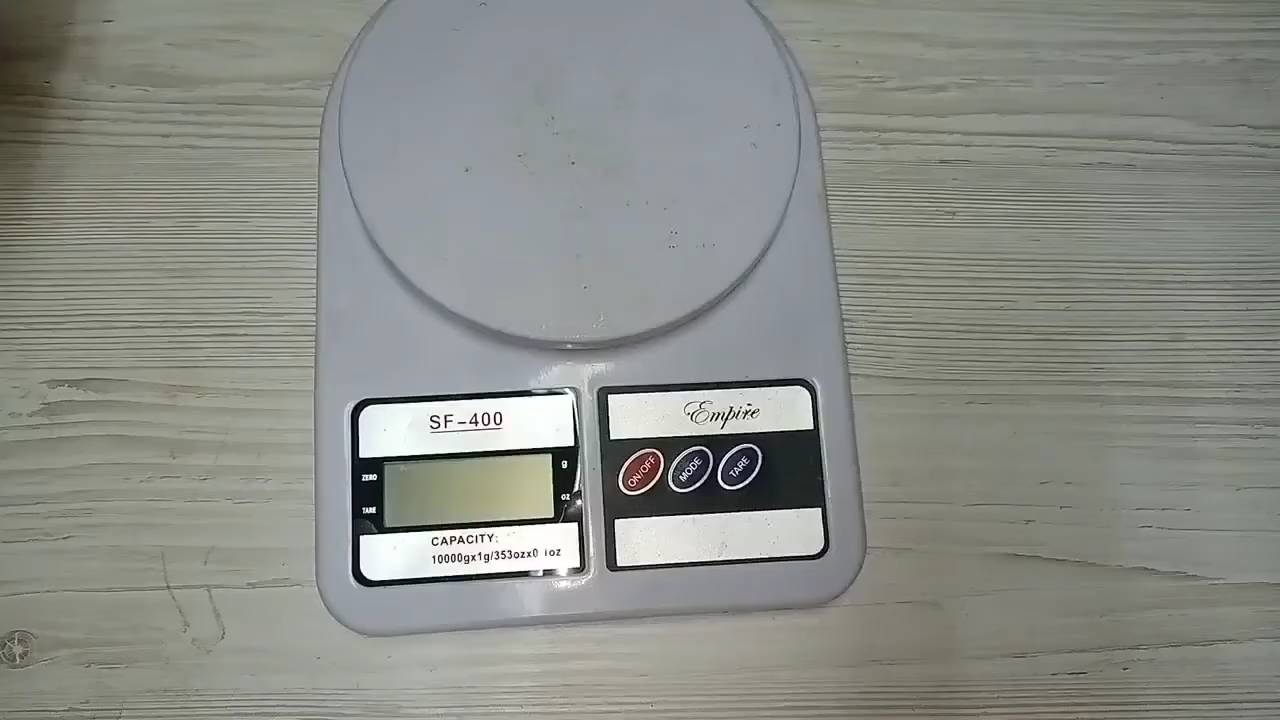 SF-400
ZERO
g
TARE
oz
CAPACITY:
10000gx1g/353ozx0 1oz
Empire
ON/OFF
MODE
TARE